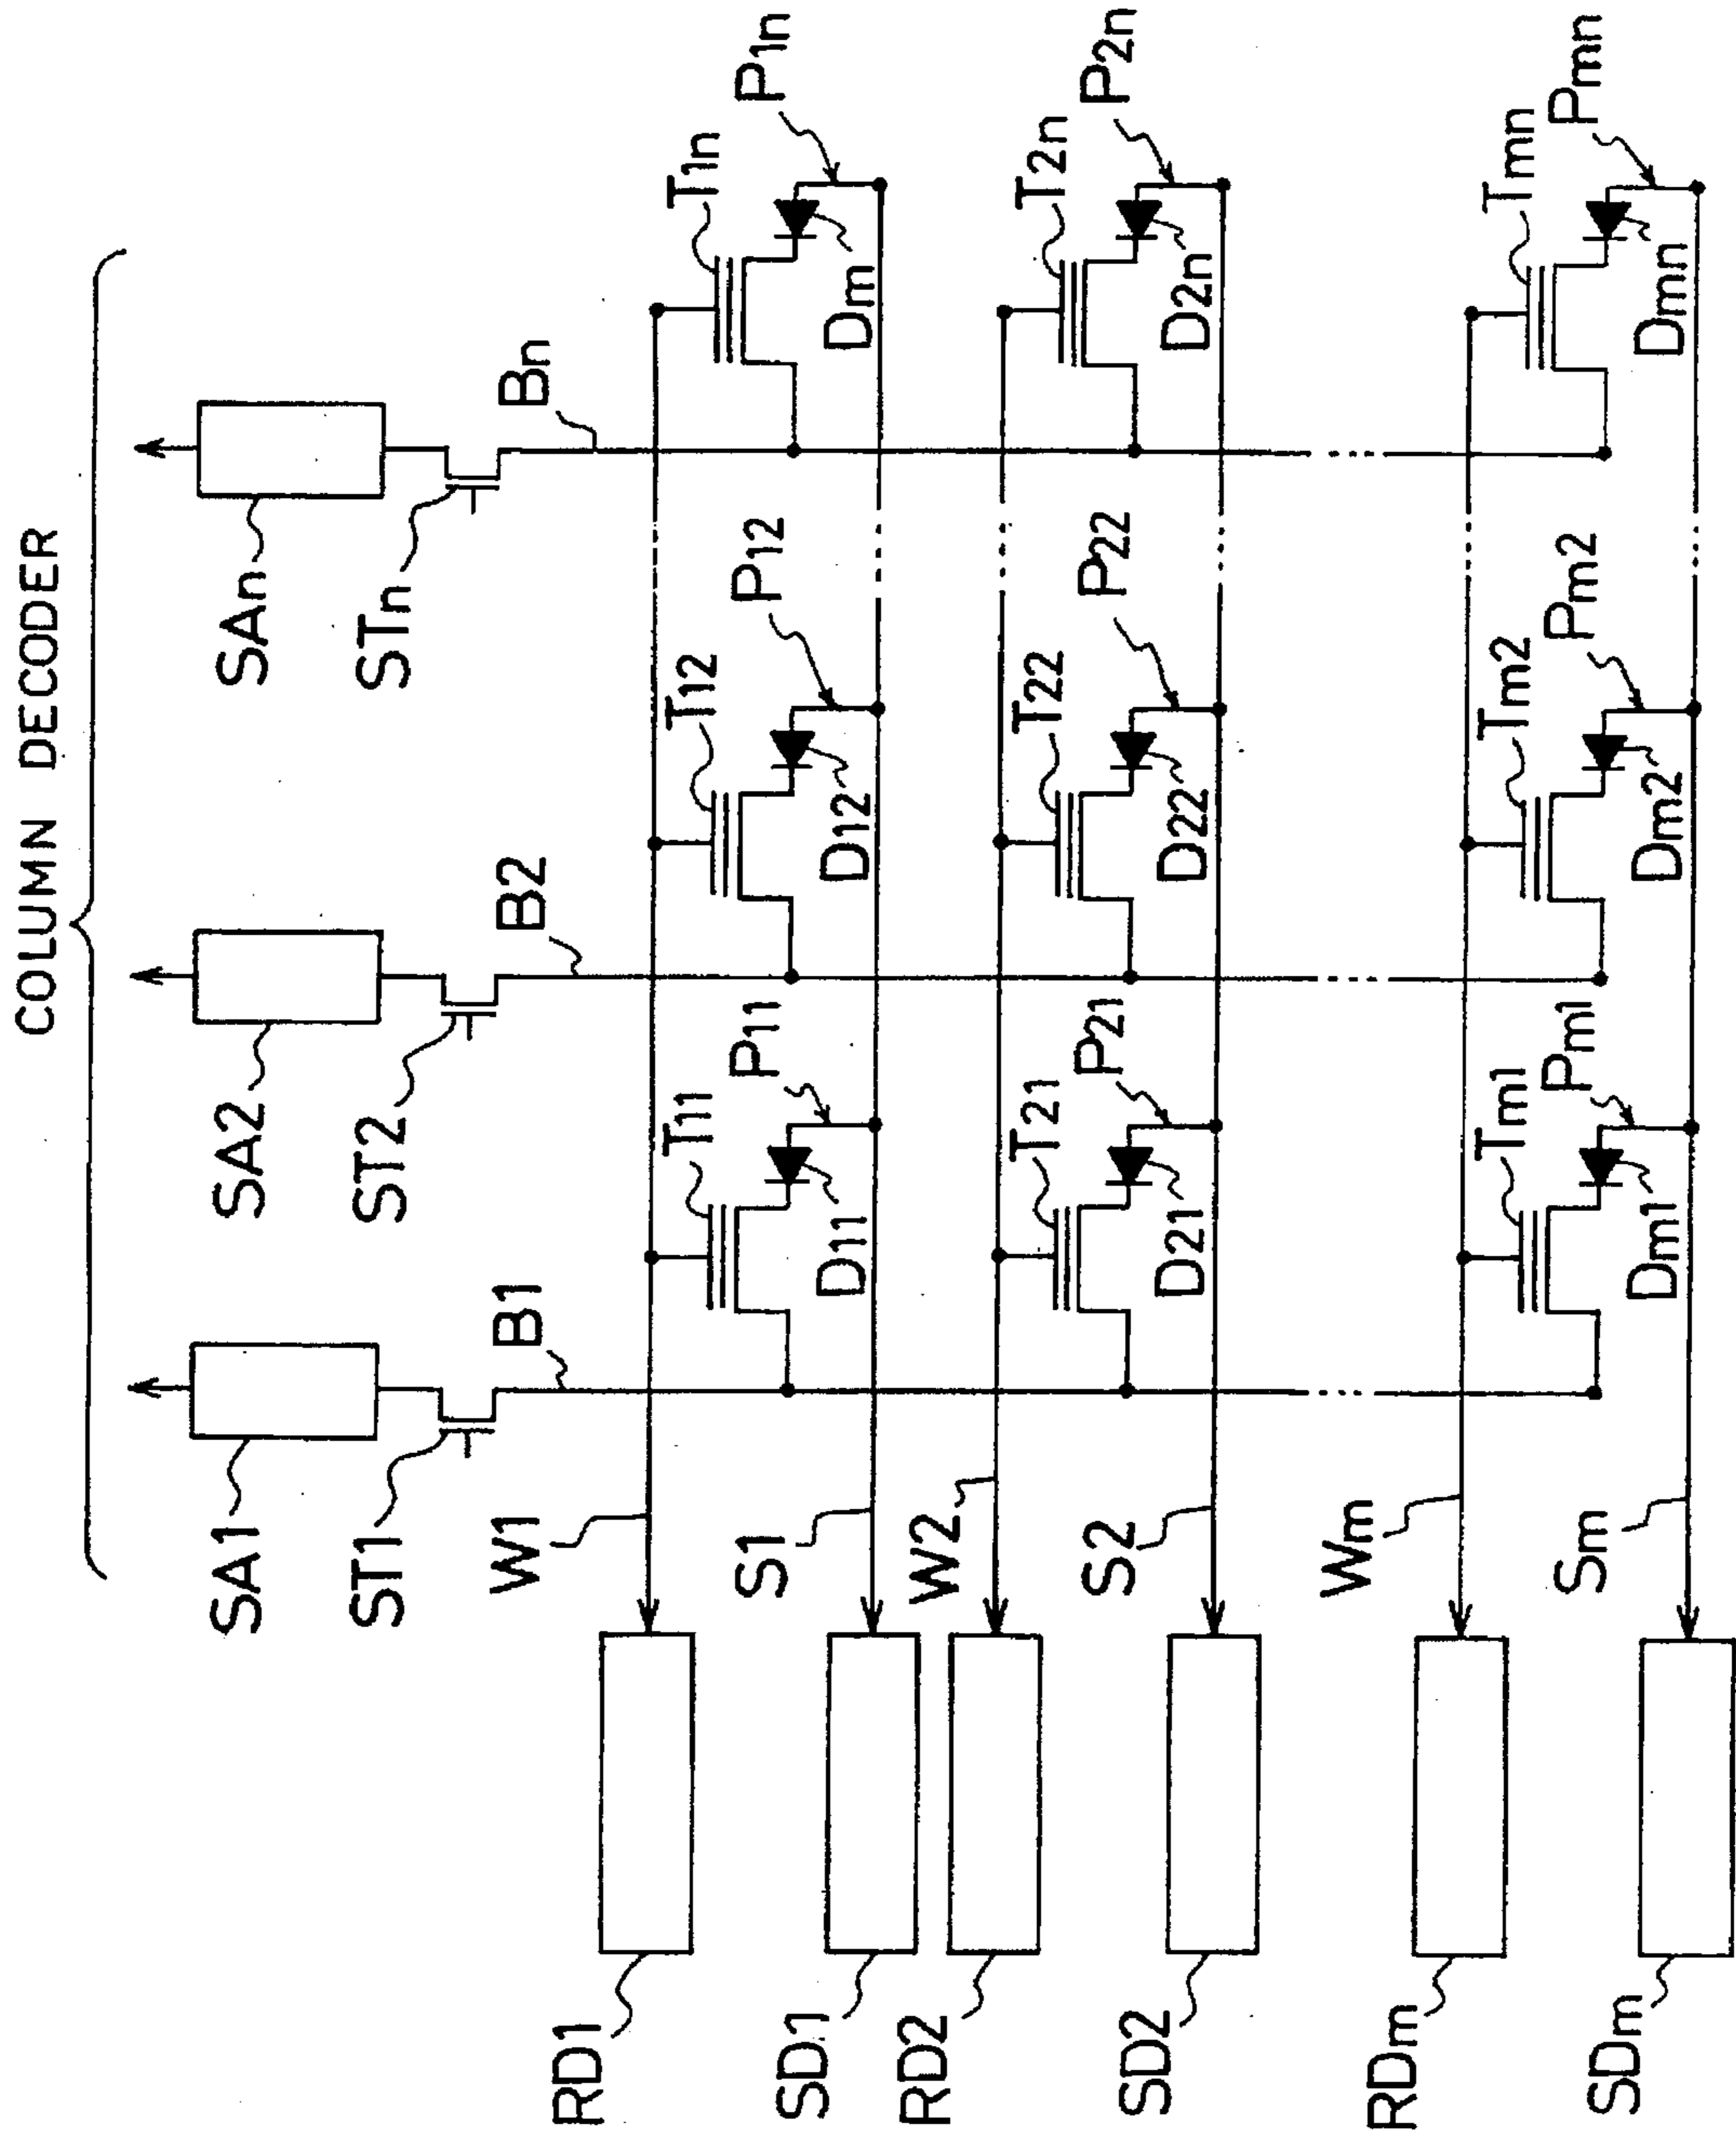 COLUMN DECODER
SA1 SA2 SAn
ST1 ST2 STn
W1 B1 B2 Bn
RD1
T11 T12 T1n
S1 P11 P12 P1n
SD1
D11 D12 Dm
RD2 W2
T21 T22 T2n
S2 P21 P22 P2n
SD2
D21 D22 D2n
Wm
RDm
Tm1 Tm2 Tmn
Sm Pm1 Pm2 Pmn
SDm
Dm1 Dm2 Dmn